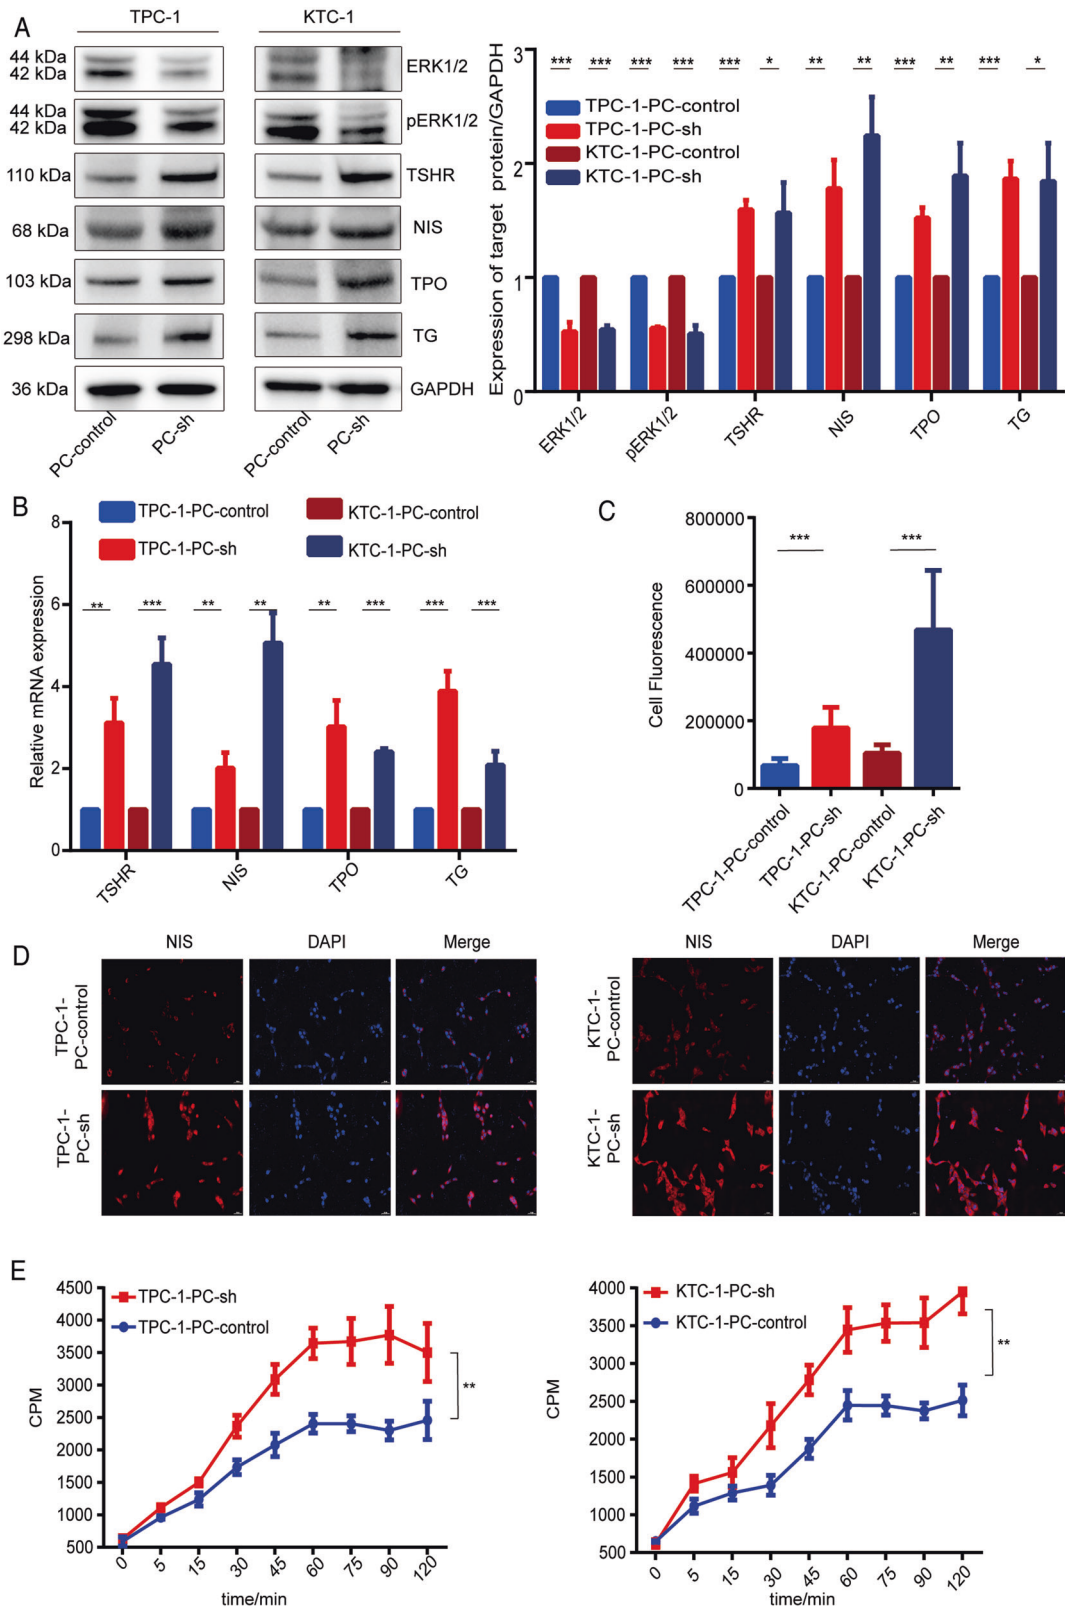 A
TPC-1
KTC-1
44 kDa
42 kDa
ERK1/2
44 kDa
42 kDa
pERK1/2
110 kDa
TSHR
68 kDa
NIS
103 kDa
TPO
298 kDa
TG
36 kDa
GAPDH
PC-control
PC-sh
PC-control
PC-sh
Expression of target protein/GAPDH
3
2
1
0
*** *** *** *** *** * ** ** *** ** *** *
TPC-1-PC-control
TPC-1-PC-sh
KTC-1-PC-control
KTC-1-PC-sh
ERK1/2
pERK1/2
TSHR
NIS
TPO
TG
B
TPC-1-PC-control
KTC-1-PC-control
TPC-1-PC-sh
KTC-1-PC-sh
Relative mRNA expression
8
6
4
2
0
** *** ** ** ** *** *** ***
TSHR
NIS
TPO
TG
C
Cell Fluorescence
800000
600000
400000
200000
0
*** ***
TPC-1-PC-control
TPC-1-PC-sh
KTC-1-PC-control
KTC-1-PC-sh
D
NIS
DAPI
Merge
TPC-1-
PC-control
TPC-1-
PC-sh
NIS
DAPI
Merge
KTC-1-
PC-control
KTC-1-
PC-sh
E
CPM
4500
4000
3500
3000
2500
2000
1500
1000
500
TPC-1-PC-sh
TPC-1-PC-control
**
0 5 15 30 45 60 75 90 120
time/min
CPM
4000
3500
3000
2500
2000
1500
1000
500
KTC-1-PC-sh
KTC-1-PC-control
**
0 5 15 30 45 60 75 90 120
time/min